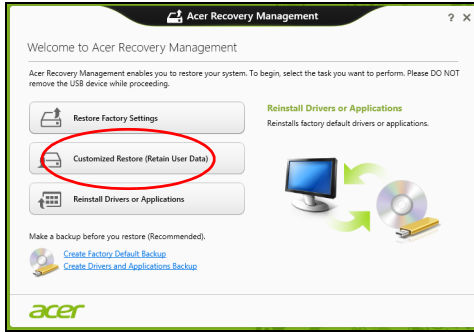 Acer Recovery Management
? X
Welcome to Acer Recovery Management
Acer Recovery Management enables you to restore your system. To begin, select the task you want to perform. Please DO NOT
remove the USB device while proceeding.
Restore Factory Settings
Customized Restore (Retain User Data)
Reinstall Drivers or Applications
Reinstall Drivers or Applications
Reinstalls factory default drivers or applications.
Make a backup before you restore (Recommended).
Create Factory Default Backup
Create Drivers and Applications Backup
acer